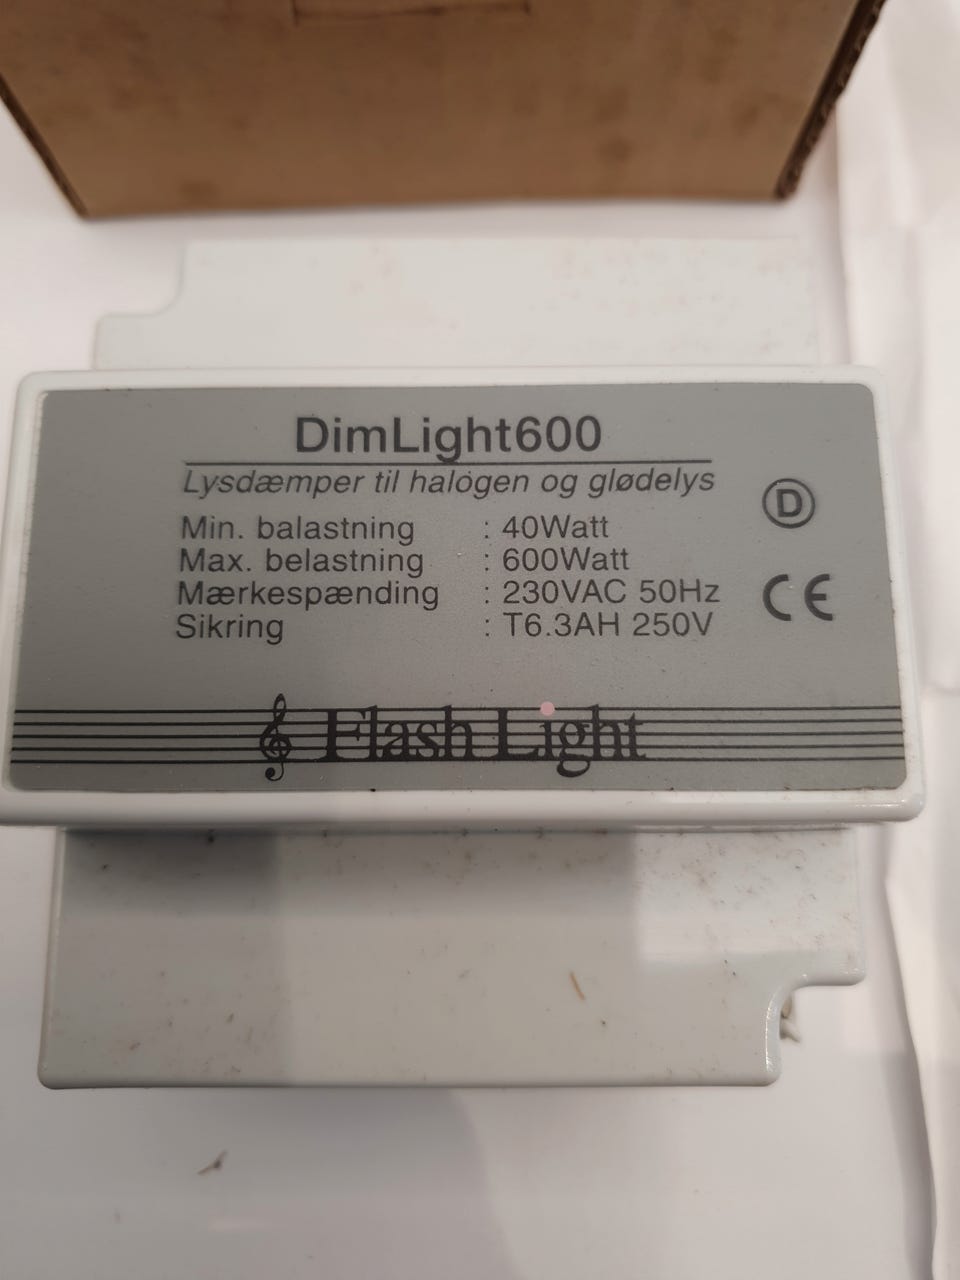 DimLight600
Lysdæmper til halogen og glødelys
Min. balastning : 40Watt
Max. belastning : 600Watt
Mærkespænding : 230VAC 50Hz
Sikring : T6.3AH 250V
D
CE
Flash Light